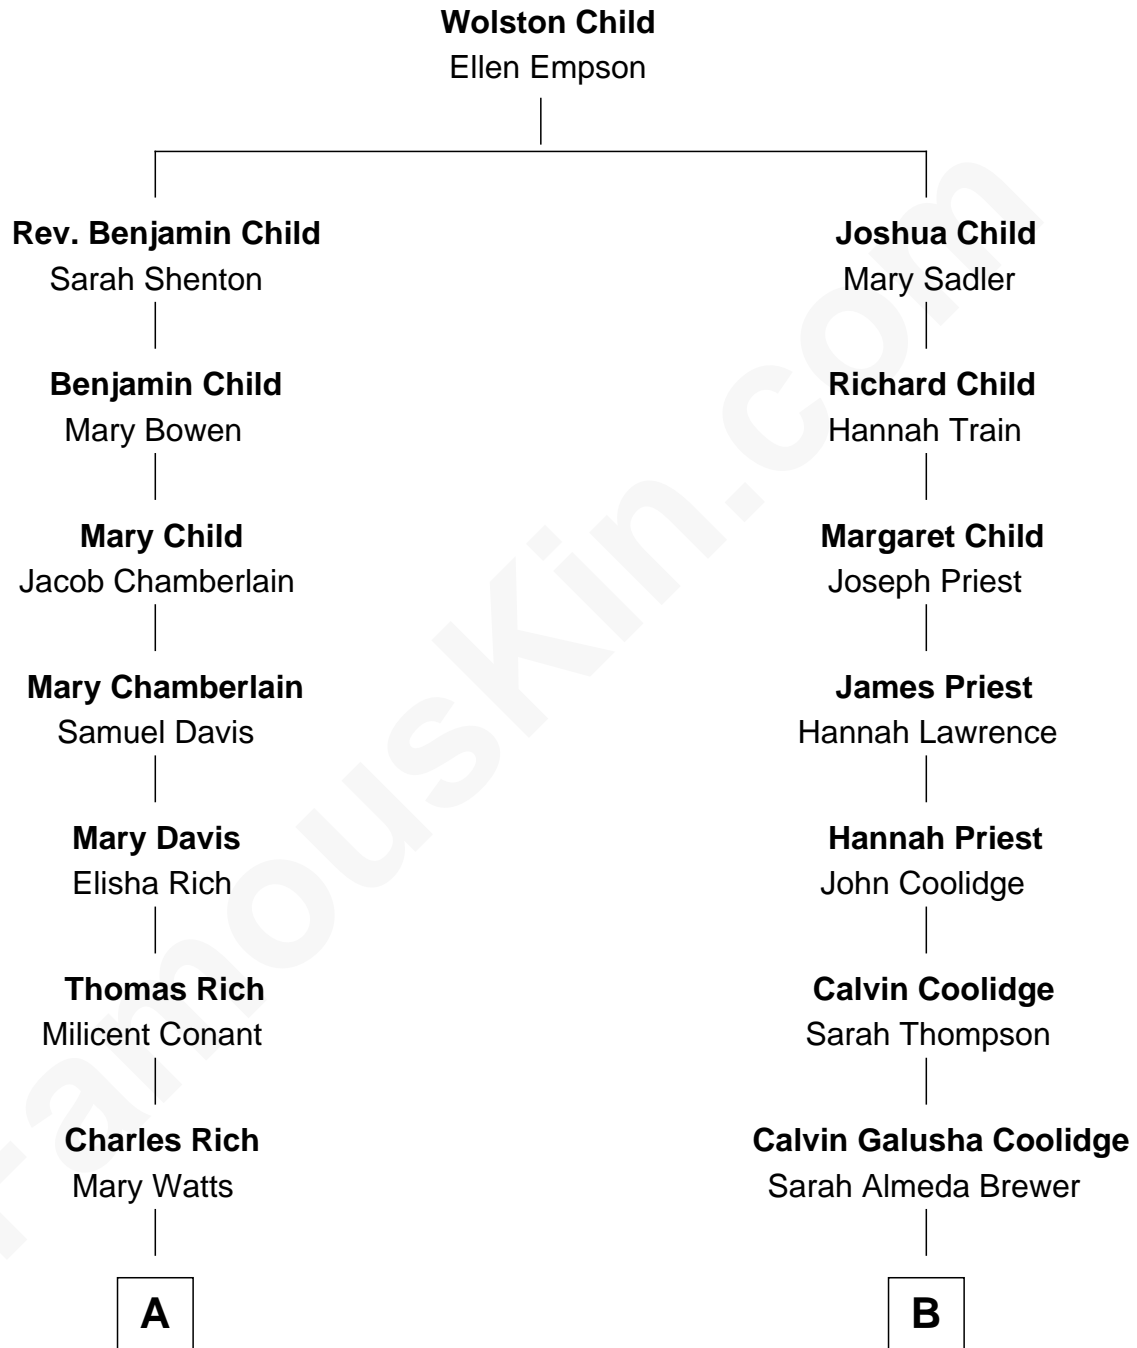 Wolston Child
Ellen Empson
Rev. Benjamin Child
Sarah Shenton
Joshua Child
Mary Sadler
Benjamin Child
Mary Bowen
Richard Child
Hannah Train
Mary Child
Jacob Chamberlain
Margaret Child
Joseph Priest
Mary Chamberlain
Samuel Davis
James Priest
Hannah Lawrence
Mary Davis
Elisha Rich
Hannah Priest
John Coolidge
Thomas Rich
Milicent Conant
Calvin Coolidge
Sarah Thompson
Charles Rich
Mary Watts
Calvin Galusha Coolidge
Sarah Almeda Brewer
A
B
FamousKin.com